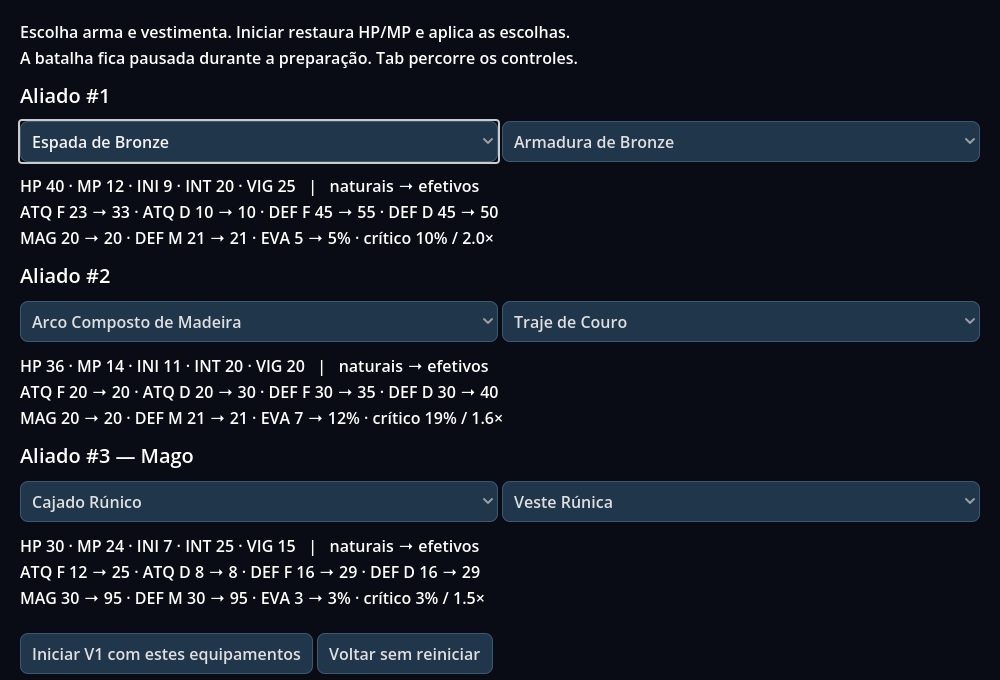 Escolha arma e vestimenta. Iniciar restaura HP/MP e aplica as escolhas.
A batalha fica pausada durante a preparação. Tab percorre os controles.
Aliado #1
Espada de Bronze Armadura de Bronze
HP 40 · MP 12 · INI 9 · INT 20 · VIG 25 | naturais → efetivos
ATQ F 23 → 33 · ATQ D 10 → 10 · DEF F 45 → 55 · DEF D 45 → 50
MAG 20 → 20 · DEF M 21 → 21 · EVA 5 → 5% · crítico 10% / 2.0×
Aliado #2
Arco Composto de Madeira Traje de Couro
HP 36 · MP 14 · INI 11 · INT 20 · VIG 20 | naturais → efetivos
ATQ F 20 → 20 · ATQ D 20 → 30 · DEF F 30 → 35 · DEF D 30 → 40
MAG 20 → 20 · DEF M 21 → 21 · EVA 7 → 12% · crítico 19% / 1.6×
Aliado #3 — Mago
Cajado Rúnico Veste Rúnica
HP 30 · MP 24 · INI 7 · INT 25 · VIG 15 | naturais → efetivos
ATQ F 12 → 25 · ATQ D 8 → 8 · DEF F 16 → 29 · DEF D 16 → 29
MAG 30 → 95 · DEF M 30 → 95 · EVA 3 → 3% · crítico 3% / 1.5×
Iniciar V1 com estes equipamentos Voltar sem reiniciar